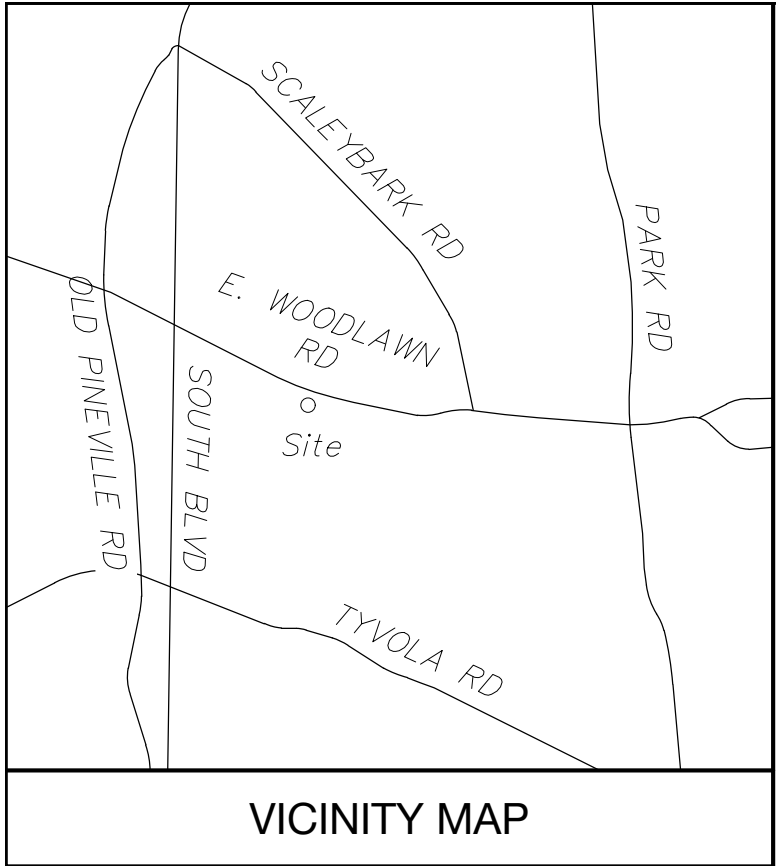 SCALEYBARK RD
PARK RD
E. WOODLAWN
RD
OLD PINEVILLE RD
SOUTH BLVD
Site
TYVOLA RD
VICINITY MAP